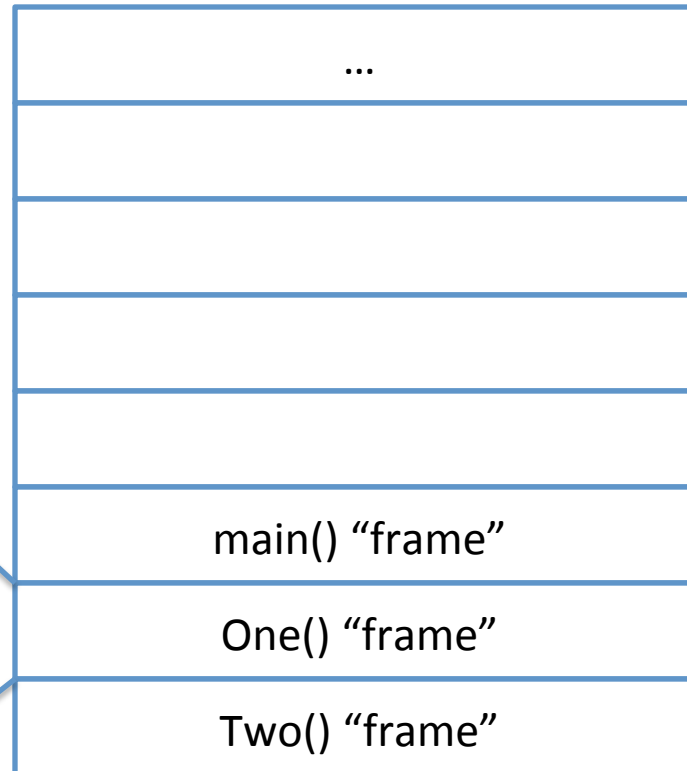 ...
main() “frame”
One() “frame”
Two() “frame”